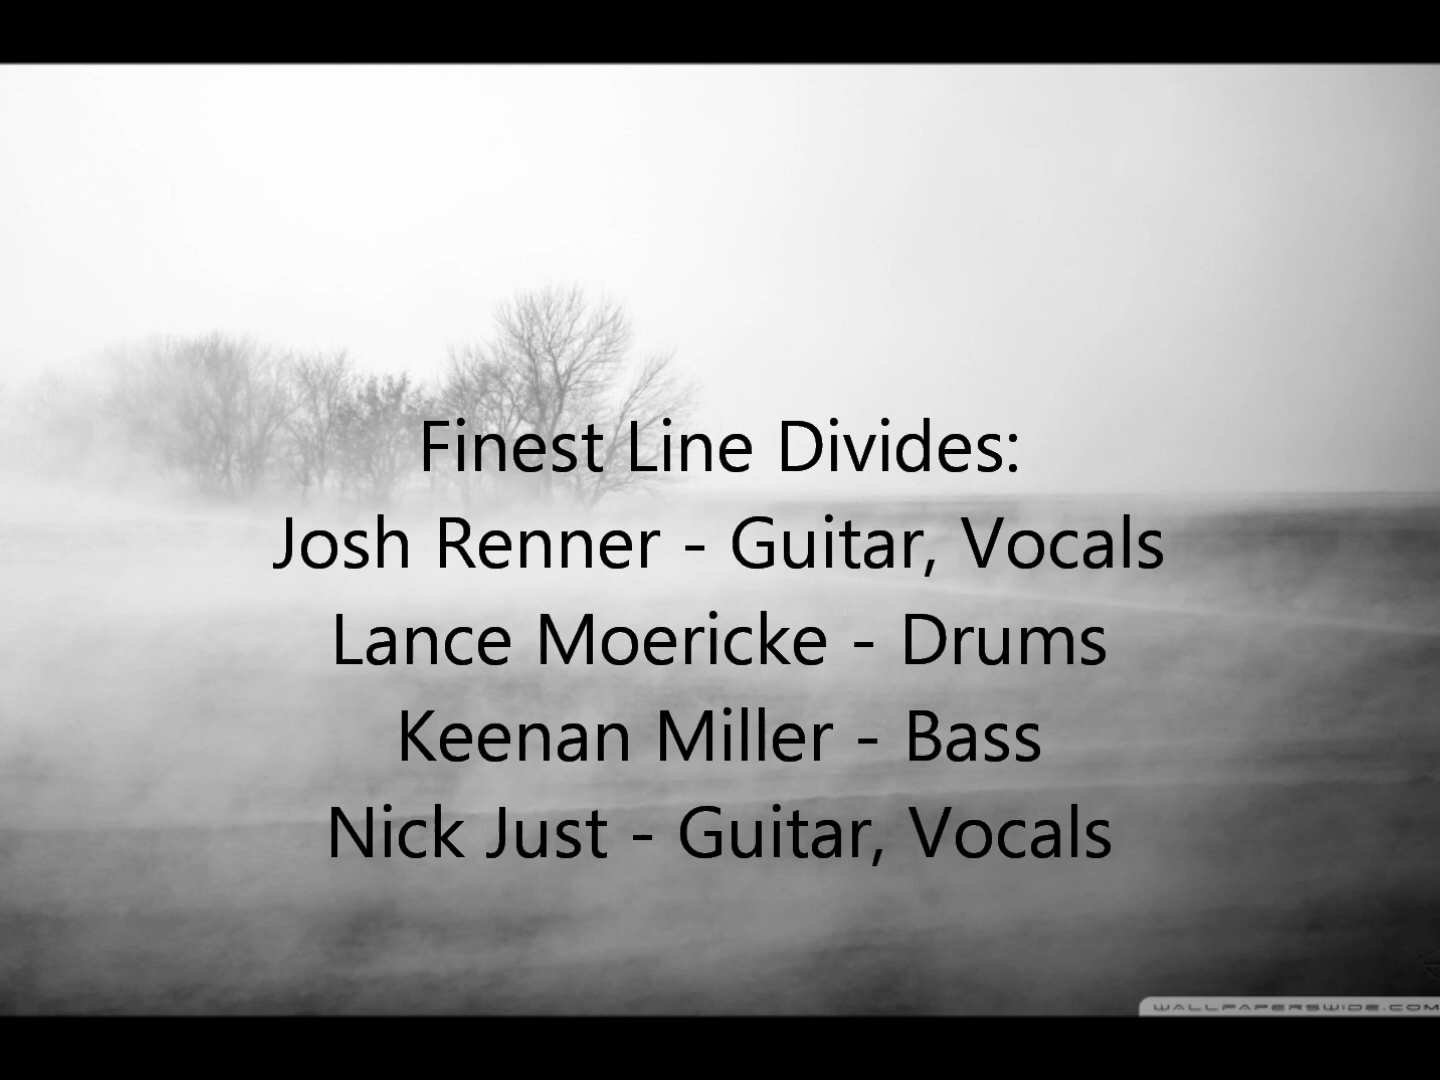 Finest Line Divides:
Josh Renner - Guitar, Vocals
Lance Moericke - Drums
Keenan Miller - Bass
Nick Just - Guitar, Vocals
WALLPAPERSWIDE.COM